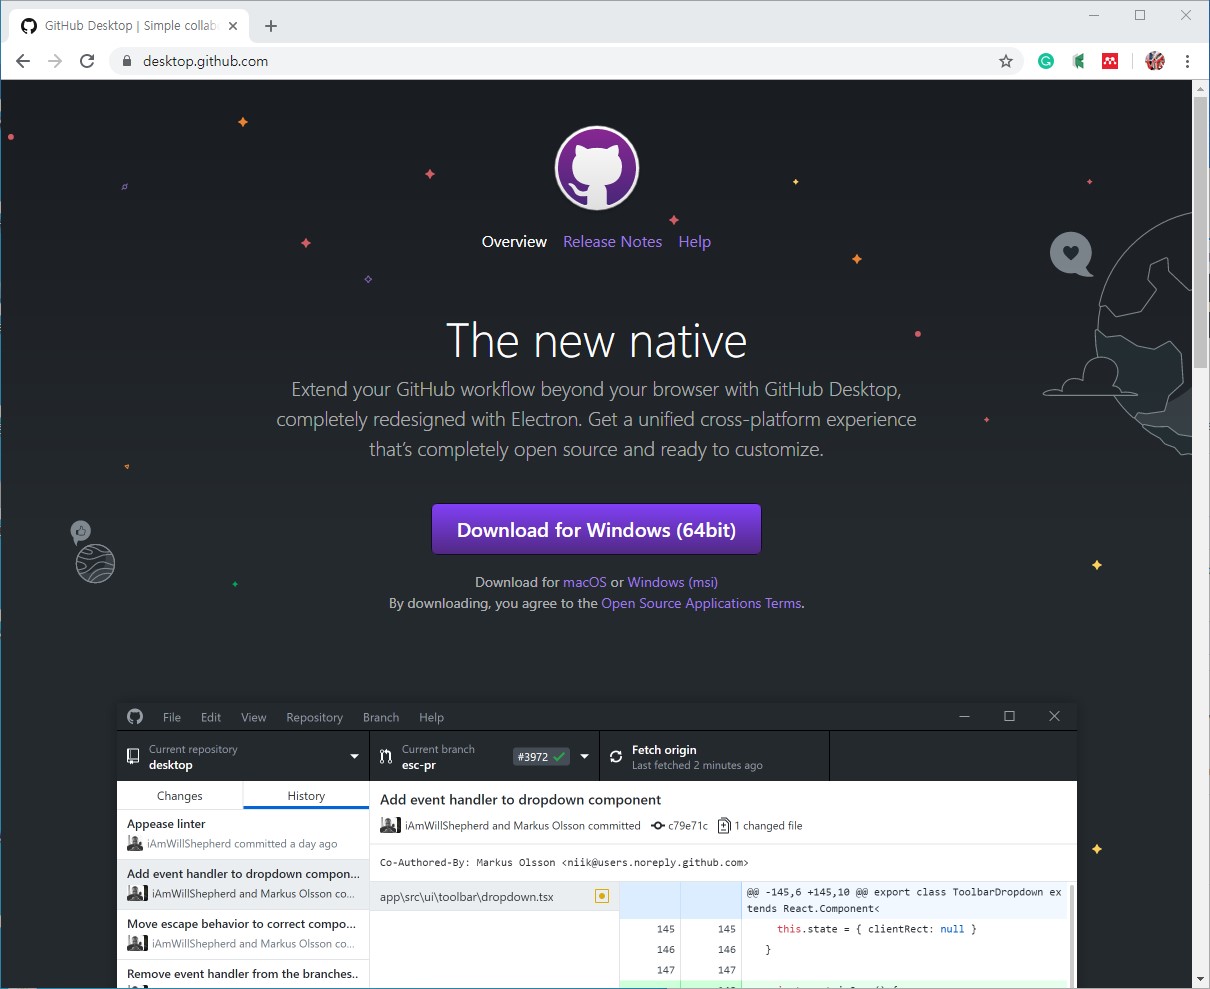 GitHub Desktop | Simple collab
desktop.github.com
Overview Release Notes Help
The new native
Extend your GitHub workflow beyond your browser with GitHub Desktop,
completely redesigned with Electron. Get a unified cross-platform experience
that's completely open source and ready to customize.
Download for Windows (64bit)
Download for macOS or Windows (msi)
By downloading, you agree to the Open Source Applications Terms.
File Edit View Repository Branch Help
Current repository
desktop
Current branch
esc-pr
#3972
Fetch origin
Last fetched 2 minutes ago
Changes History
Appease linter
iAmWillShepherd committed a day ago
Add event handler to dropdown compon...
iAmWillShepherd and Markus Olsson co...
Move escape behavior to correct compo...
iAmWillShepherd and Markus Olsson co...
Remove event handler from the branches..
Add event handler to dropdown component
iAmWillShepherd and Markus Olsson committed c79e71c 1 changed file
Co-Authored-By: Markus Olsson <niik@users.noreply.github.com>
app\src\ui\toolbar\dropdown.tsx
@@ -145,6 +145,10 @@ export class ToolbarDropdown ex
tends React.Component<
145 145 this.state = { clientRect: null }
146 146 }
147 147